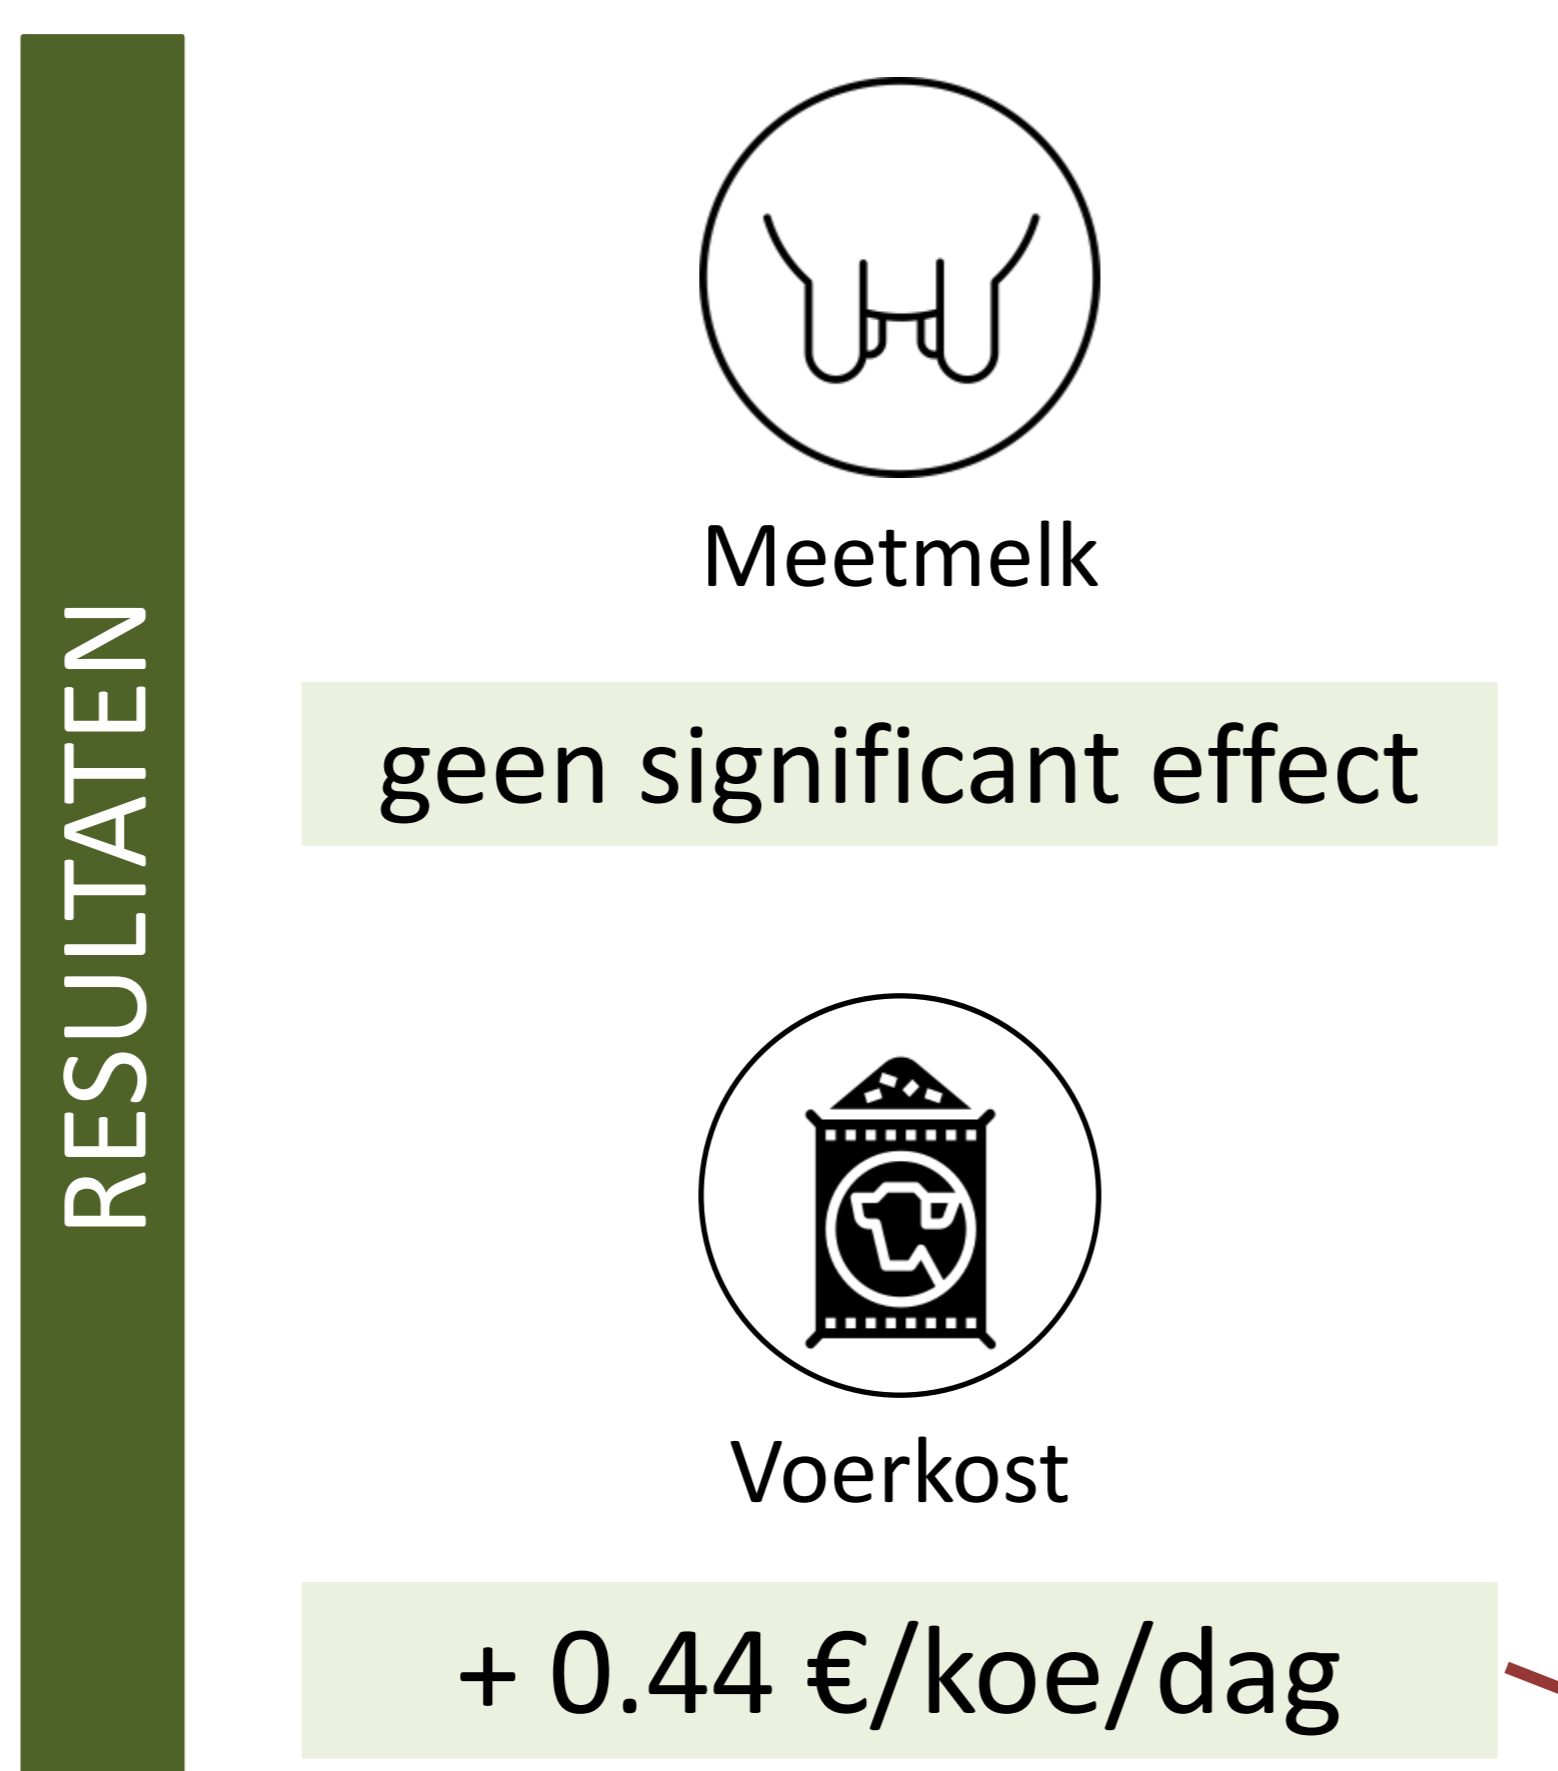 RESULTATEN
Meetmelk
geen significant effect
Voerkost
+ 0.44 €/koe/dag